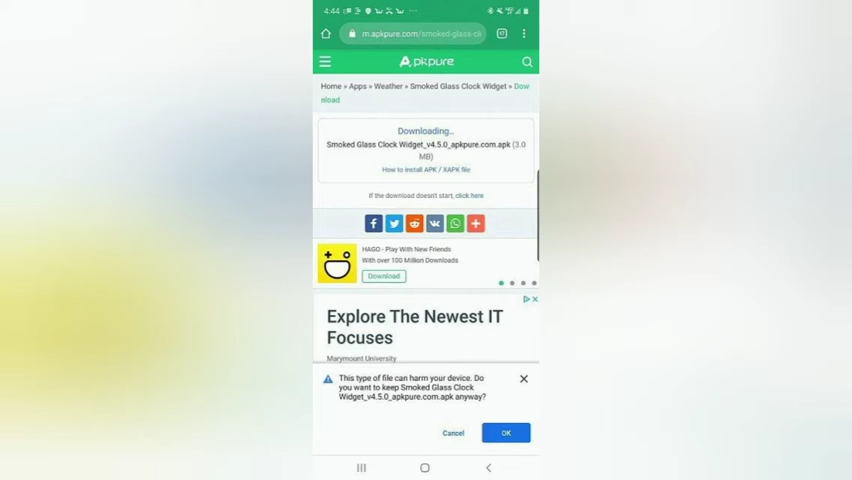 4:44
m.apkpure.com/smoked-glass-cl
Apkpure
Home » Apps » Weather » Smoked Glass Clock Widget » Dow
nload
Downloading..
Smoked Glass Clock Widget_v4.5.0_apkpure.com.apk (3.0
MB)
How to install APK / XAPK file
If the download doesn't start, click here
HAGO - Play With New Friends
With over 100 Million Downloads
Download
Explore The Newest IT
Focuses
Marymount University
This type of file can harm your device. Do
you want to keep Smoked Glass Clock
Widget_v4.5.0_apkpure.com.apk anyway?
Cancel
OK